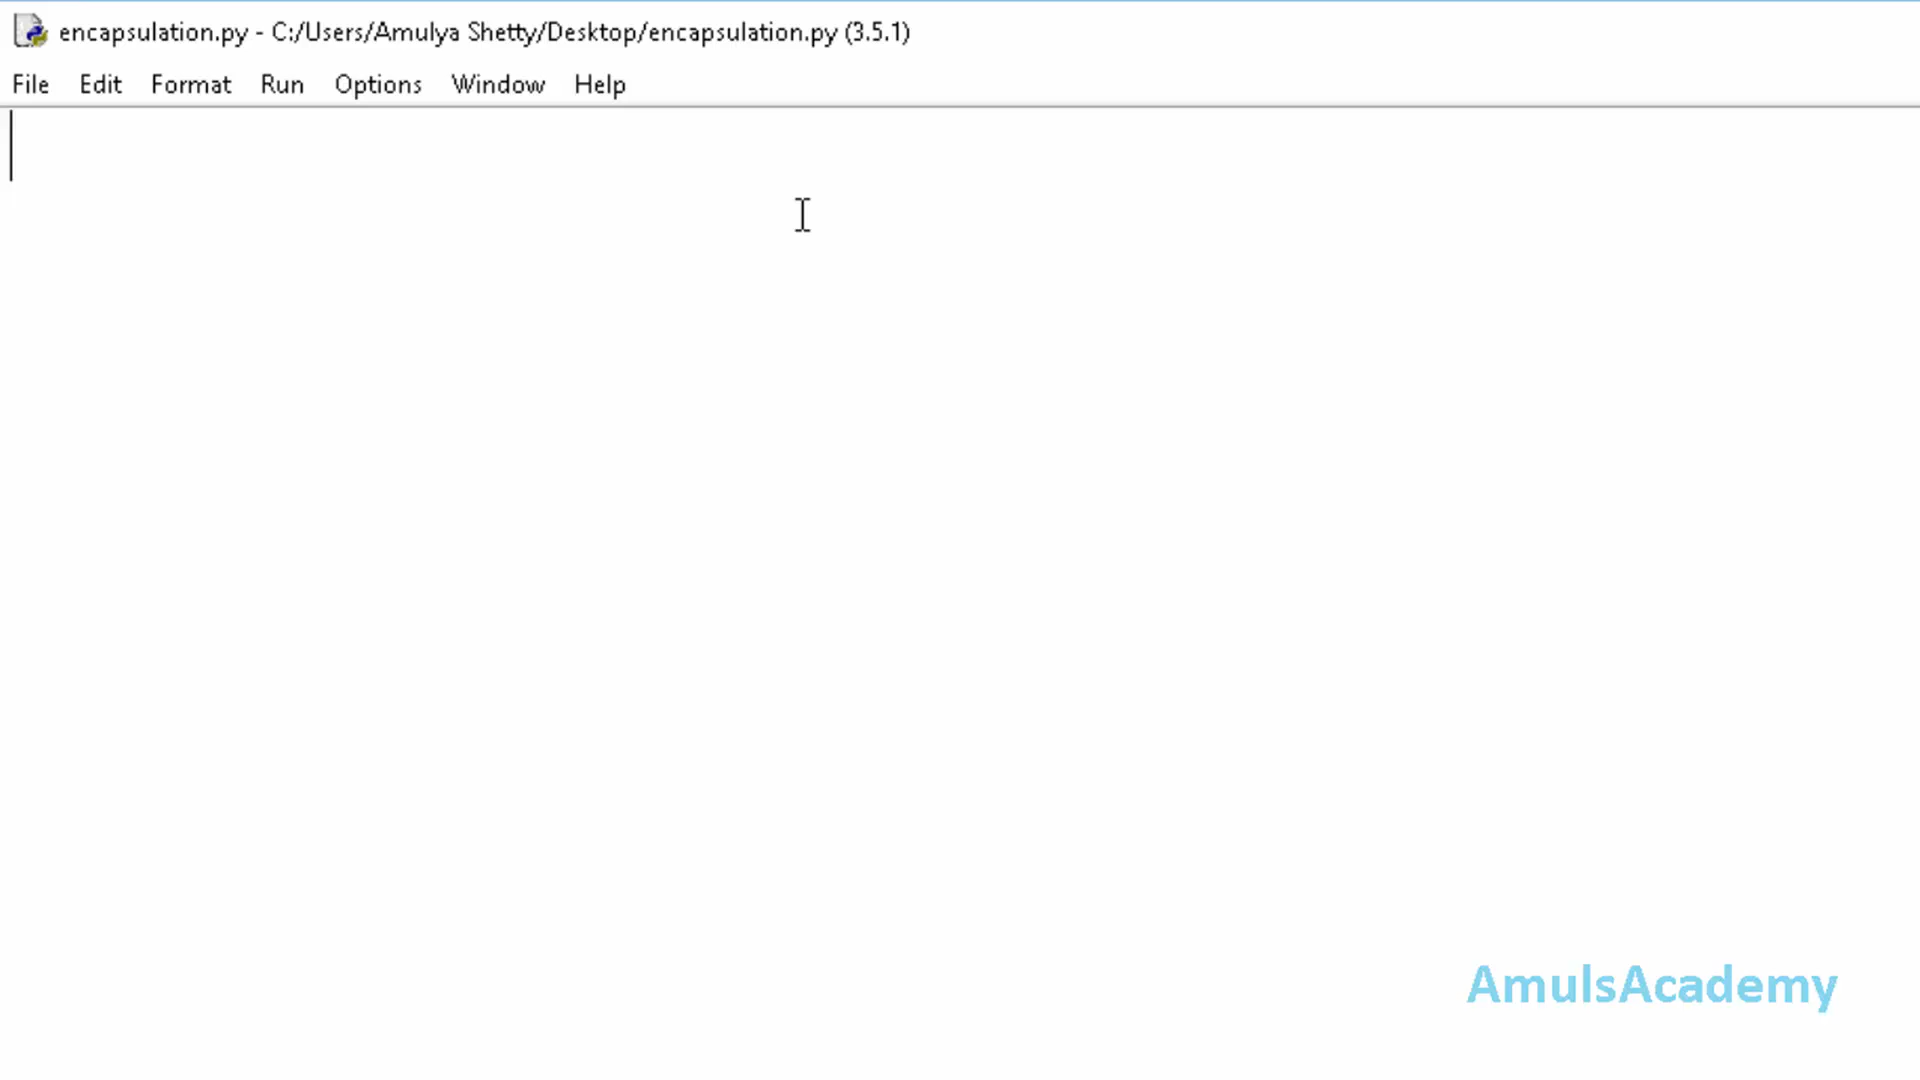 encapsulation.py - C:/Users/Amulya Shetty/Desktop/encapsulation.py (3.5.1)
File Edit Format Run Options Window Help
AmulsAcademy